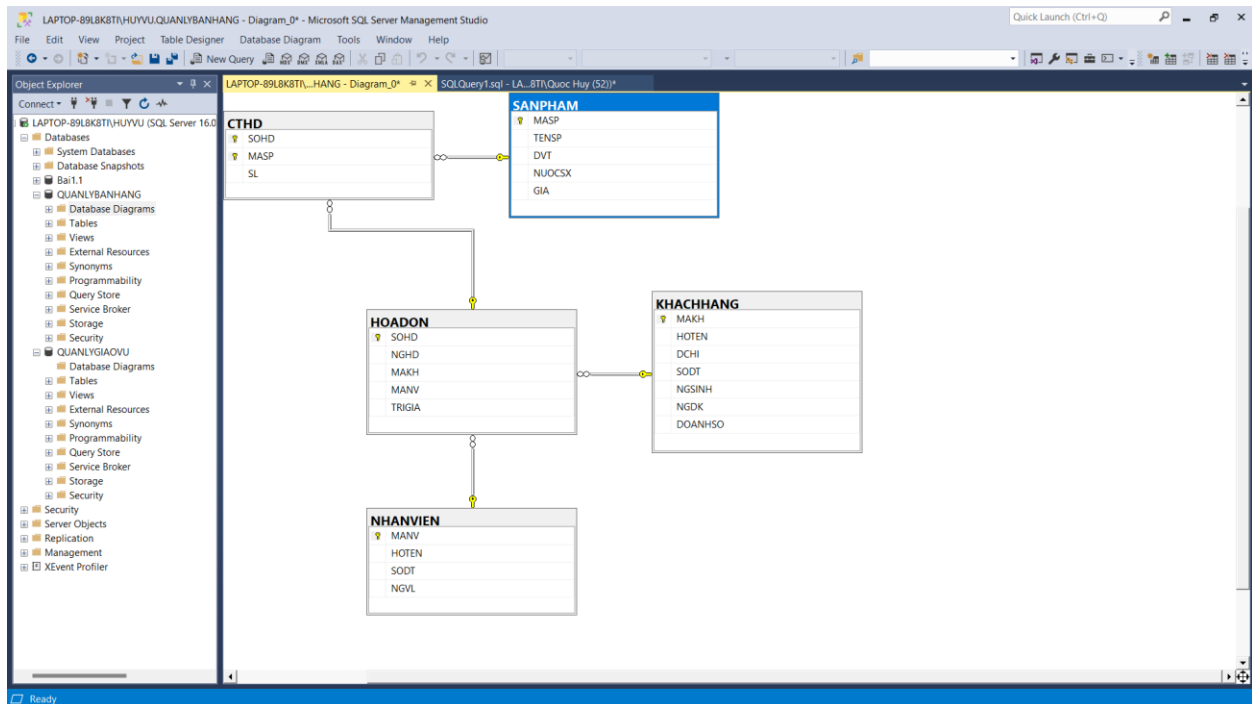 LAPTOP-89L8K8TI\HUYVU.QUANLYBANHANG - Diagram_0* - Microsoft SQL Server Management Studio
Quick Launch (Ctrl+Q)
File Edit View Project Table Designer Database Diagram Tools Window Help
New Query
Object Explorer
LAPTOP-89L8K8TI\...HANG - Diagram_0*
SQLQuery1.sql - LA...8TI\Quoc Huy (52))*
Connect
LAPTOP-89L8K8TI\HUYVU (SQL Server 16.0
Databases
System Databases
Database Snapshots
Bai1.1
QUANLYBANHANG
Database Diagrams
Tables
Views
External Resources
Synonyms
Programmability
Query Store
Service Broker
Storage
Security
QUANLYGIAOVU
Database Diagrams
Tables
Views
External Resources
Synonyms
Programmability
Query Store
Service Broker
Storage
Security
Security
Server Objects
Replication
Management
XEvent Profiler
CTHD
SOHD
MASP
SL
SANPHAM
MASP
TENSP
DVT
NUOCSX
GIA
HOADON
SOHD
NGHD
MAKH
MANV
TRIGIA
KHACHHANG
MAKH
HOTEN
DCHI
SODT
NGSINH
NGDK
DOANHSO
NHANVIEN
MANV
HOTEN
SODT
NGVL
Ready